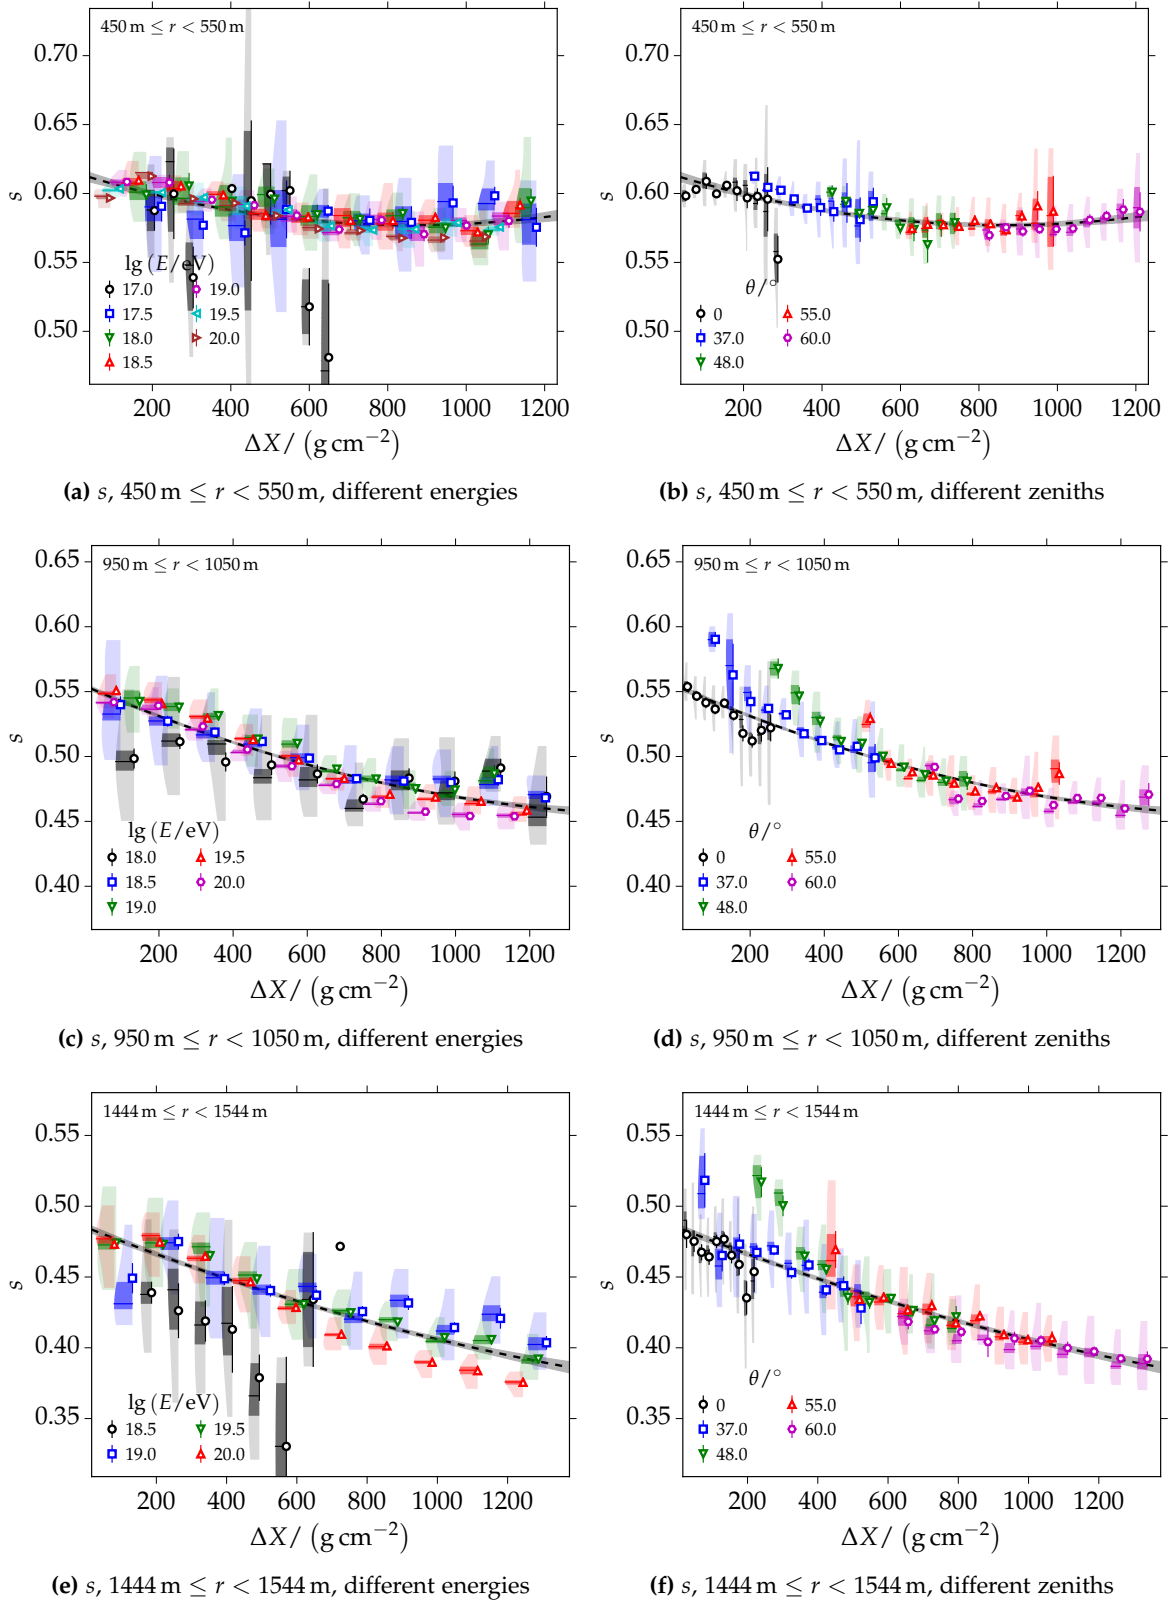 450 m ≤ r < 550 m
0.70
0.65
0.60
0.55
0.50
s
lg (E/eV)
17.0
17.5
18.0
18.5
19.0
19.5
20.0
200 400 600 800 1000 1200
ΔX/ (g cm⁻²)
(a) s, 450 m ≤ r < 550 m, different energies
450 m ≤ r < 550 m
0.70
0.65
0.60
0.55
0.50
s
θ/°
0
37.0
48.0
55.0
60.0
200 400 600 800 1000 1200
ΔX/ (g cm⁻²)
(b) s, 450 m ≤ r < 550 m, different zeniths
950 m ≤ r < 1050 m
0.65
0.60
0.55
0.50
0.45
0.40
s
lg (E/eV)
18.0
18.5
19.0
19.5
20.0
200 400 600 800 1000 1200
ΔX/ (g cm⁻²)
(c) s, 950 m ≤ r < 1050 m, different energies
950 m ≤ r < 1050 m
0.65
0.60
0.55
0.50
0.45
0.40
s
θ/°
0
37.0
48.0
55.0
60.0
200 400 600 800 1000 1200
ΔX/ (g cm⁻²)
(d) s, 950 m ≤ r < 1050 m, different zeniths
1444 m ≤ r < 1544 m
0.55
0.50
0.45
0.40
0.35
s
lg (E/eV)
18.5
19.0
19.5
20.0
200 400 600 800 1000 1200
ΔX/ (g cm⁻²)
(e) s, 1444 m ≤ r < 1544 m, different energies
1444 m ≤ r < 1544 m
0.55
0.50
0.45
0.40
0.35
s
θ/°
0
37.0
48.0
55.0
60.0
200 400 600 800 1000 1200
ΔX/ (g cm⁻²)
(f) s, 1444 m ≤ r < 1544 m, different zeniths